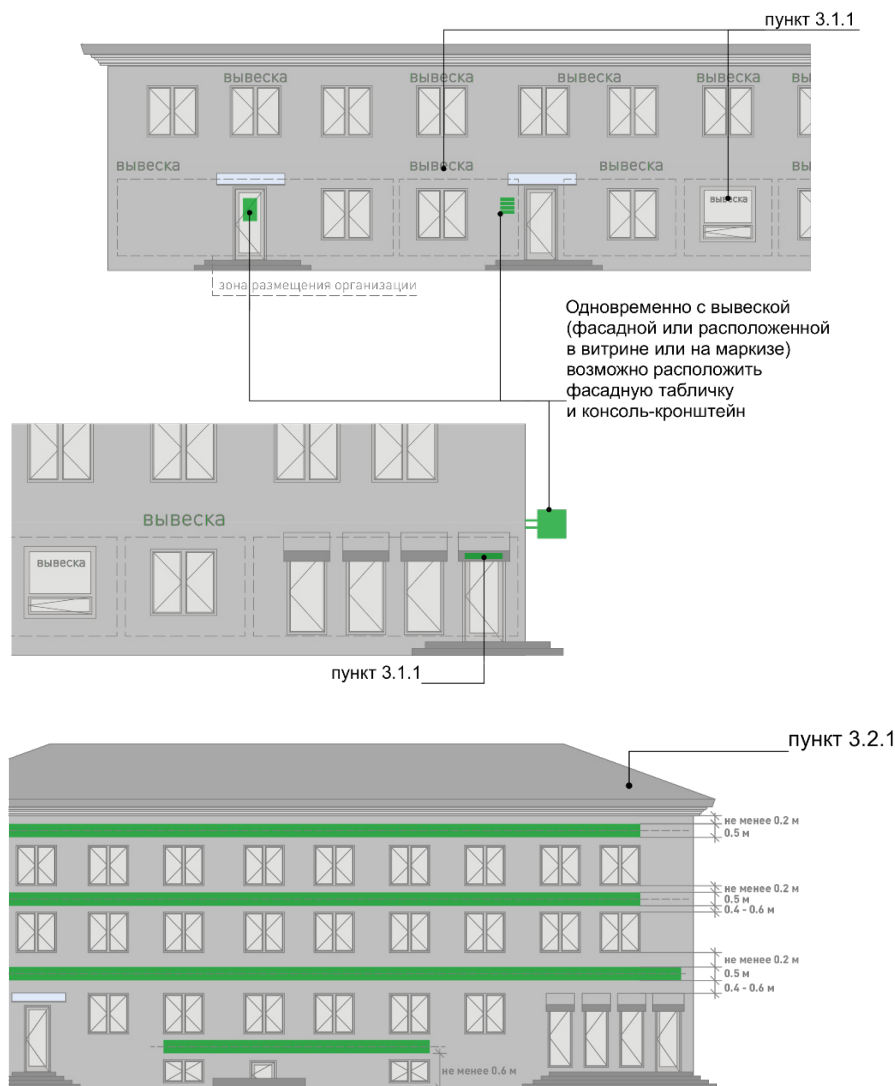 пункт 3.1.1
вывеска вывеска вывеска вывеска вы
вывеска вывеска вывеска вы
вывеска
зона размещения организации
Одновременно с вывеской
(фасадной или расположенной
в витрине или на маркизе)
возможно расположить
фасадную табличку
и консоль-кронштейн
вывеска
вывеска
пункт 3.1.1
пункт 3.2.1
не менее 0.2 м
0.5 м
не менее 0.2 м
0.5 м
0.4 - 0.6 м
не менее 0.2 м
0.5 м
0.4 - 0.6 м
не менее 0.6 м